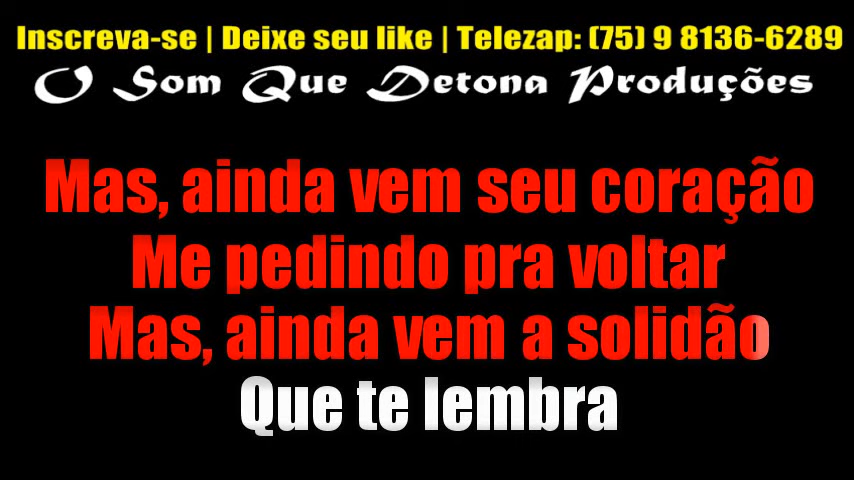 Inscreva-se | Deixe seu like | Telezap: (75) 9 8136-6289
O Som Que Detona Produções
Mas, ainda vem seu coração
Me pedindo pra voltar
Mas, ainda vem a solidão
Que te lembra